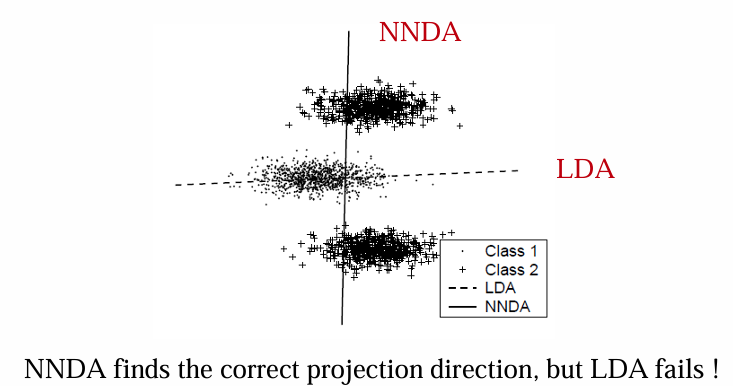 NNDA
LDA
Class 1
Class 2
LDA
NNDA
NNDA finds the correct projection direction, but LDA fails !